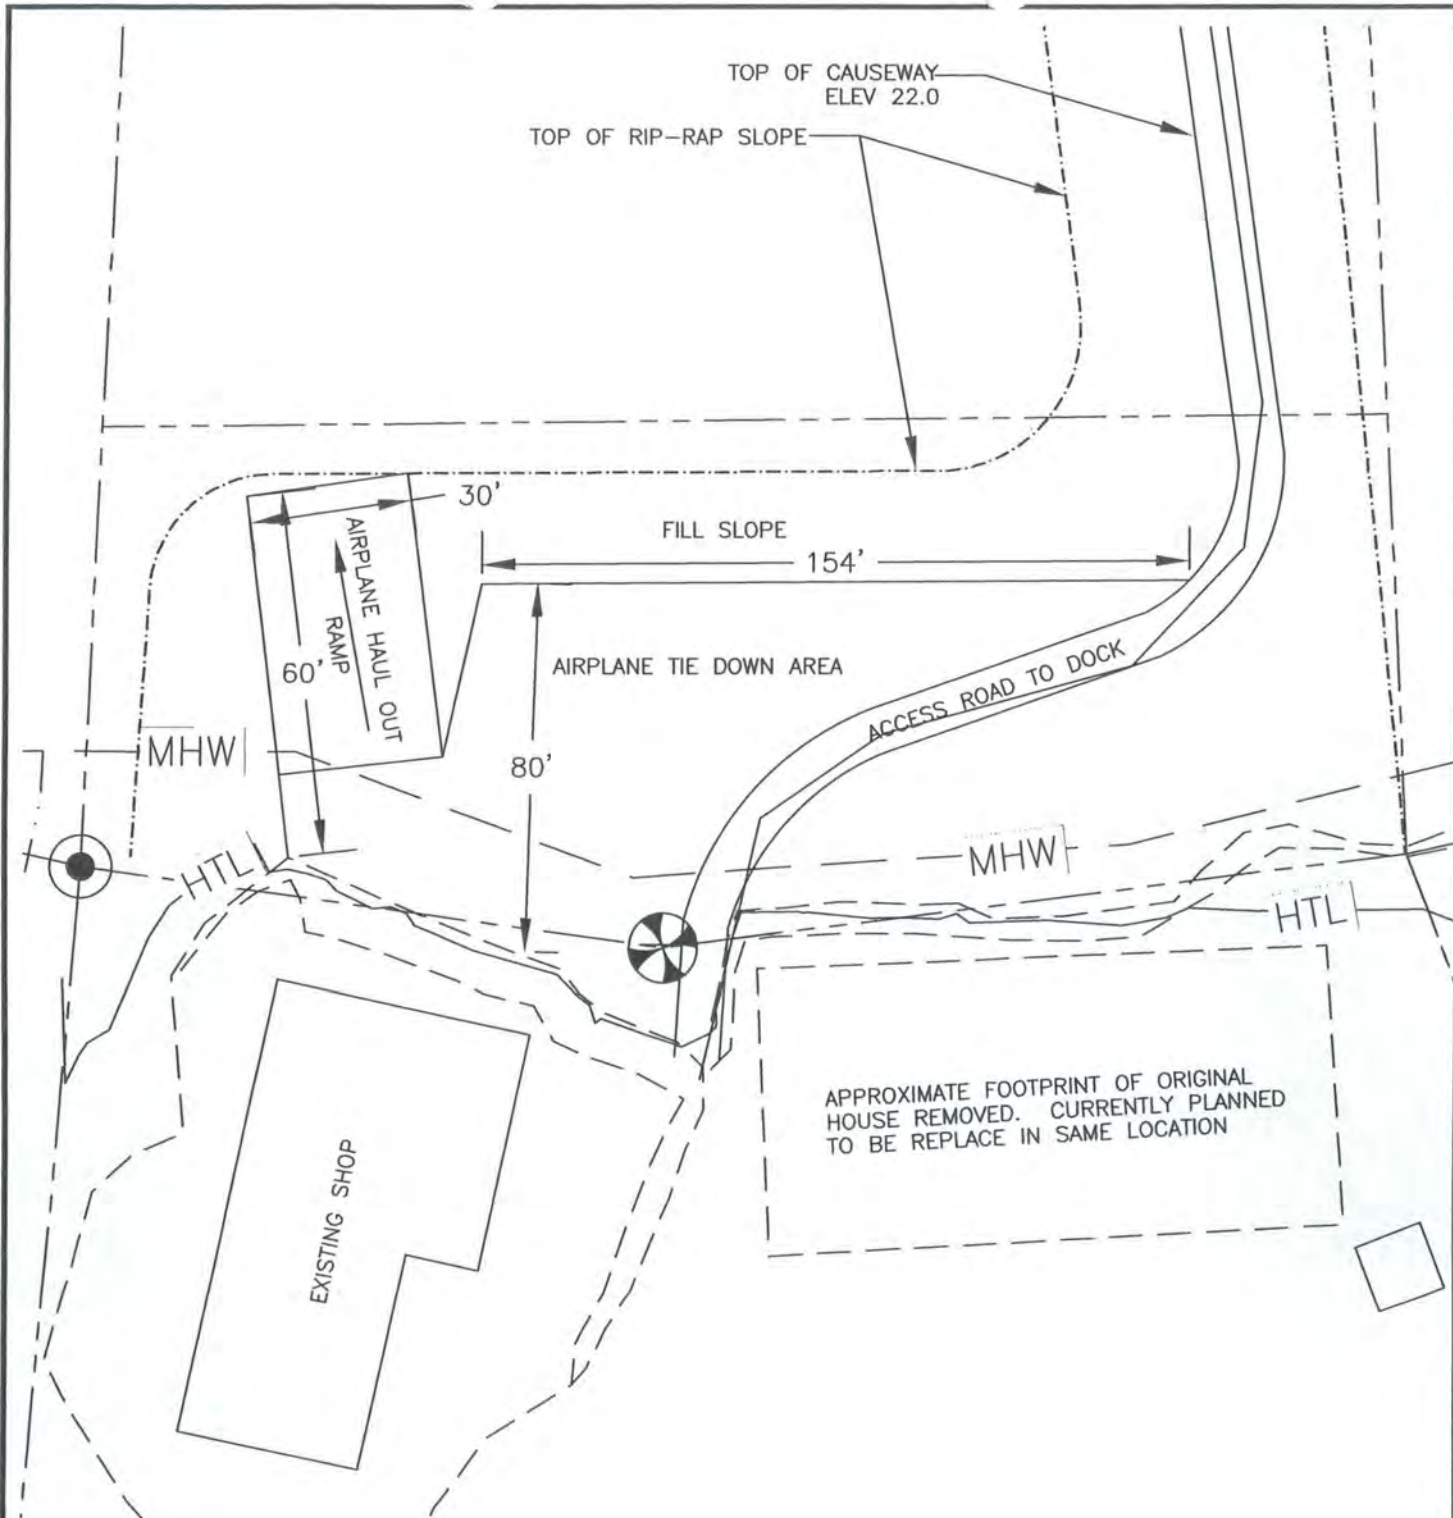 TOP OF CAUSEWAY
ELEV 22.0
TOP OF RIP-RAP SLOPE
30'
FILL SLOPE
154'
AIRPLANE HAUL OUT
RAMP
60'
AIRPLANE TIE DOWN AREA
ACCESS ROAD TO DOCK
MHW
80'
HTL
MHW
HTL
APPROXIMATE FOOTPRINT OF ORIGINAL
HOUSE REMOVED. CURRENTLY PLANNED
TO BE REPLACE IN SAME LOCATION
EXISTING SHOP